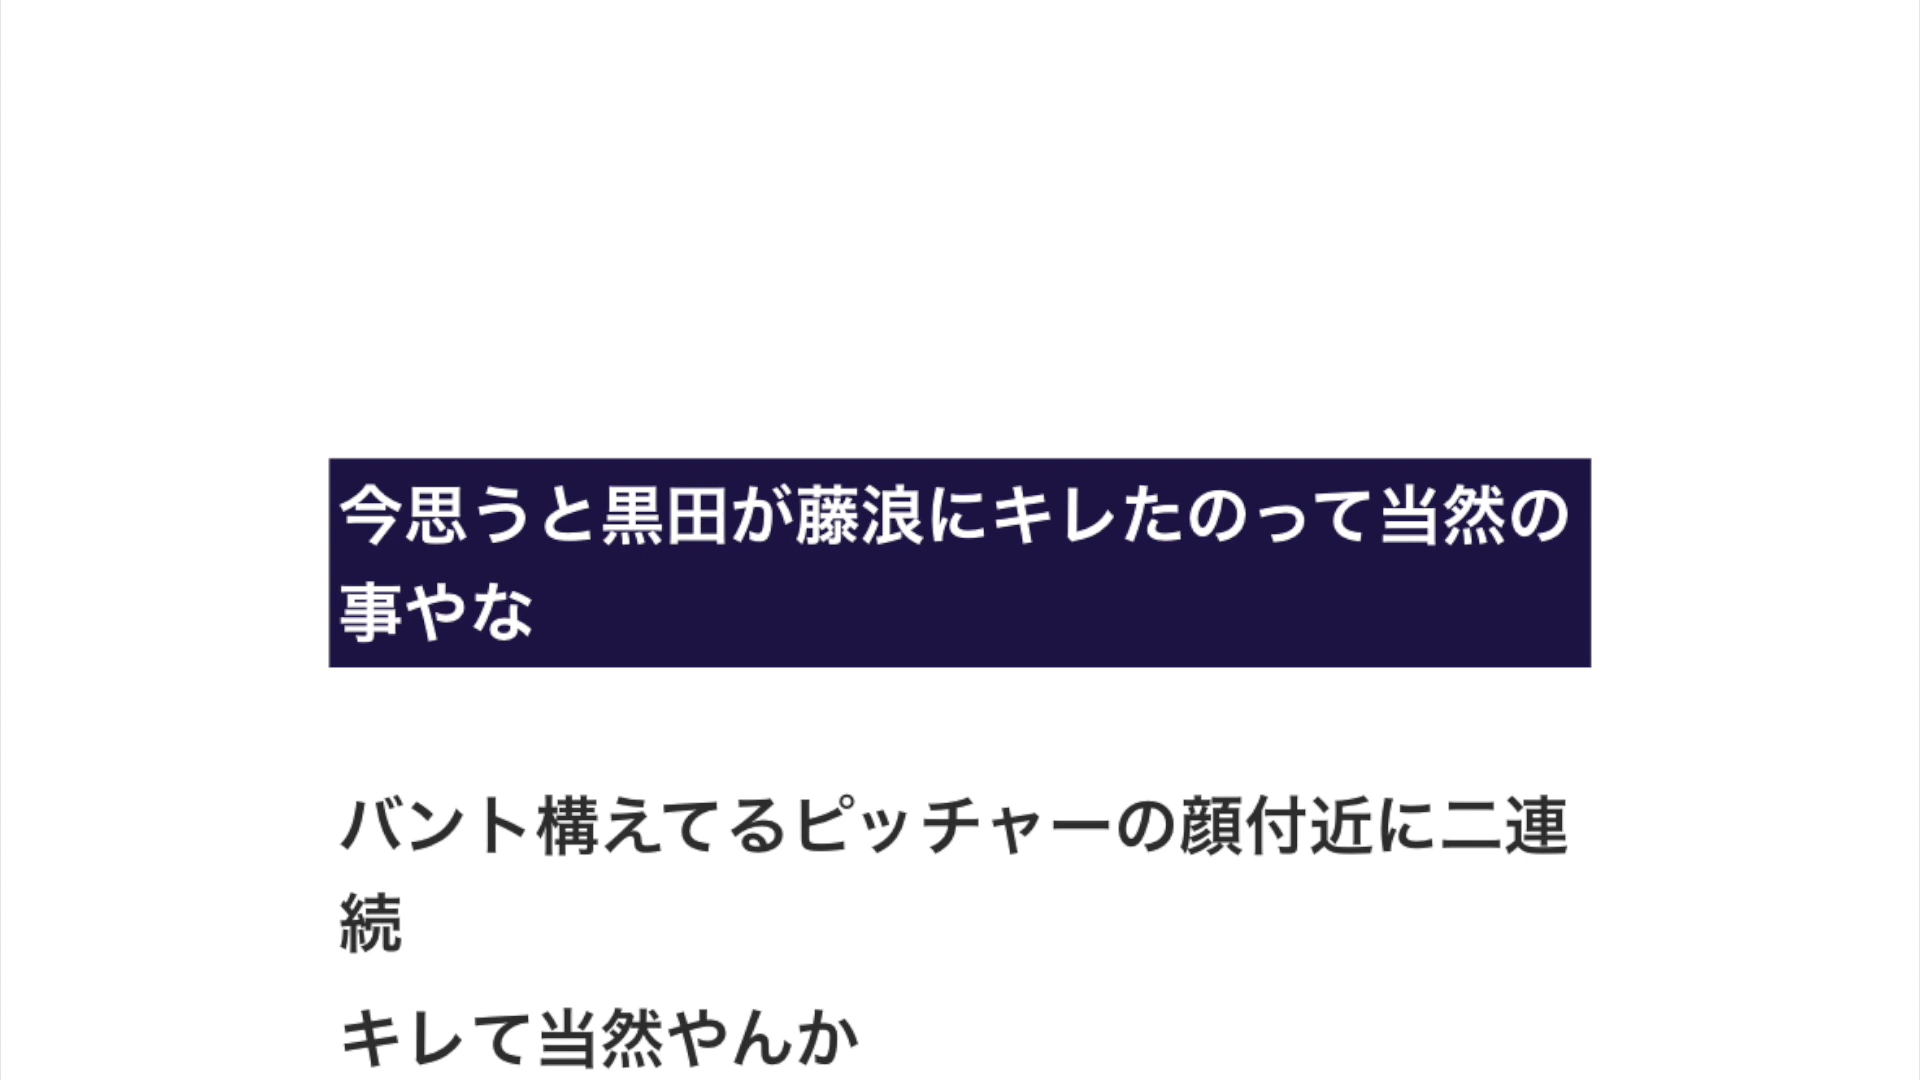 今思うと黒田が藤浪にキレたのって当然の
事やな
バント構えてるピッチャーの顔付近に二連
続
キレて当然やんか